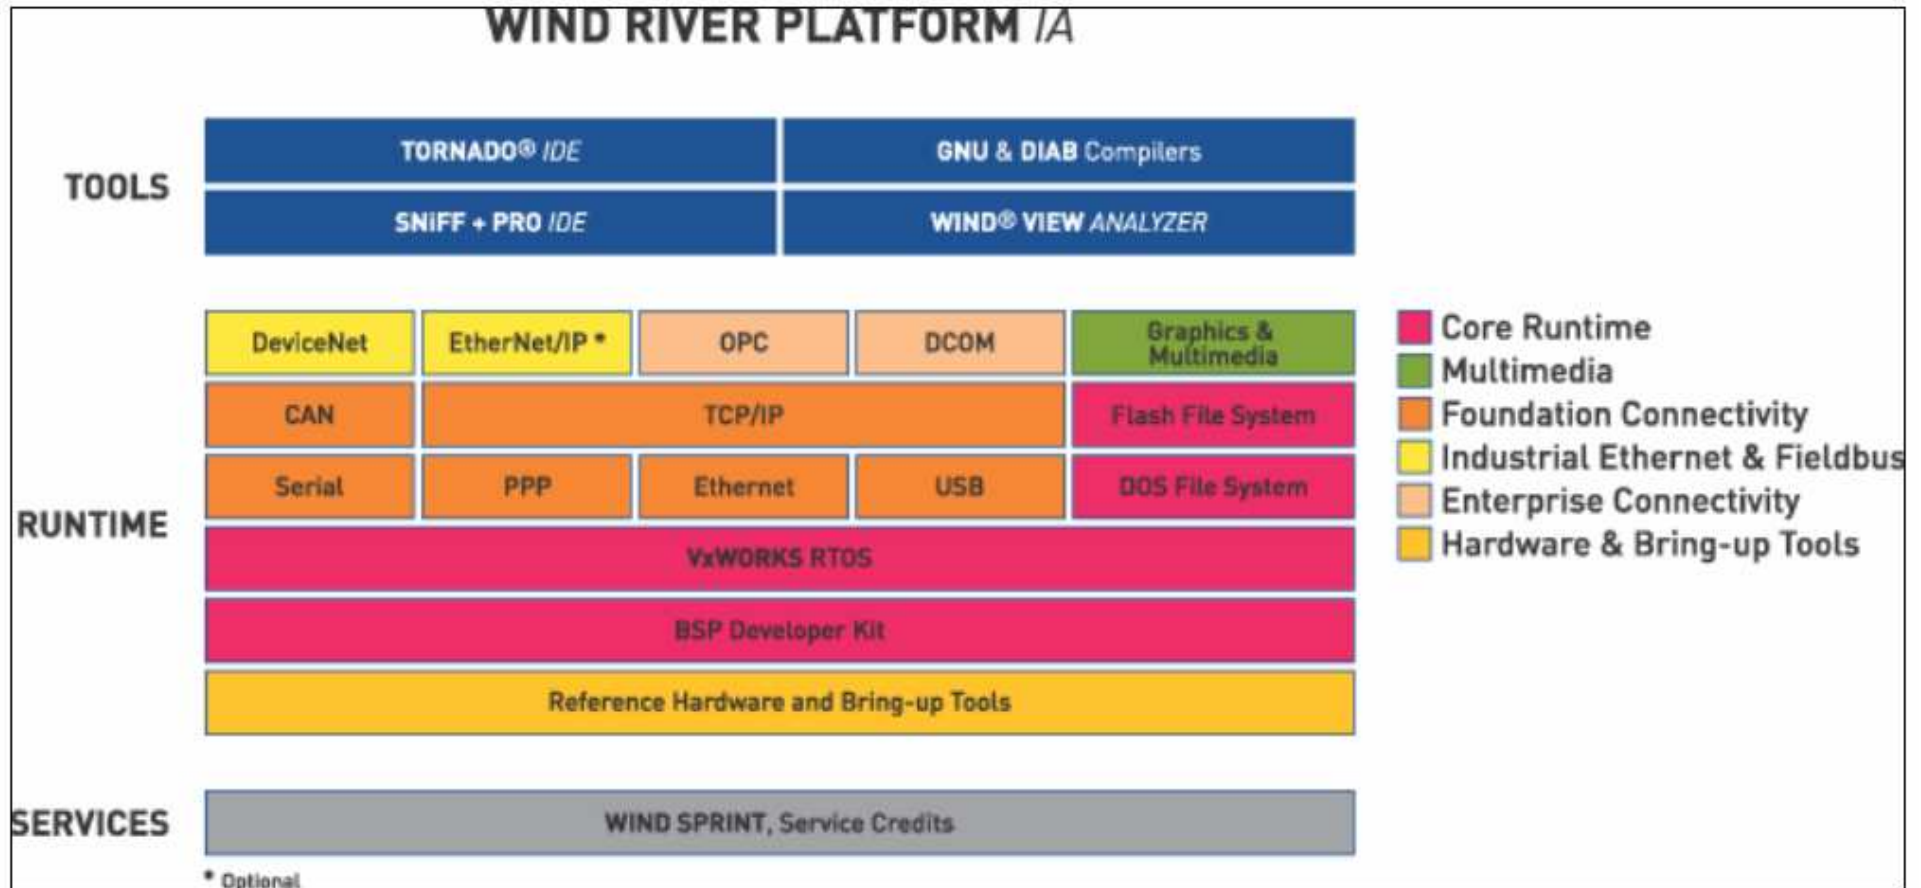 WIND RIVER PLATFORM IA
TOOLS
TORNADO® IDE
GNU & DIAB Compilers
SNiFF + PRO IDE
WIND® VIEW ANALYZER
RUNTIME
DeviceNet
EtherNet/IP *
OPC
DCOM
Graphics &
Multimedia
CAN
TCP/IP
Flash File System
Serial
PPP
Ethernet
USB
DOS File System
VxWORKS RTOS
BSP Developer Kit
Reference Hardware and Bring-up Tools
Core Runtime
Multimedia
Foundation Connectivity
Industrial Ethernet & Fieldbus
Enterprise Connectivity
Hardware & Bring-up Tools
SERVICES
WIND SPRINT, Service Credits
* Optional